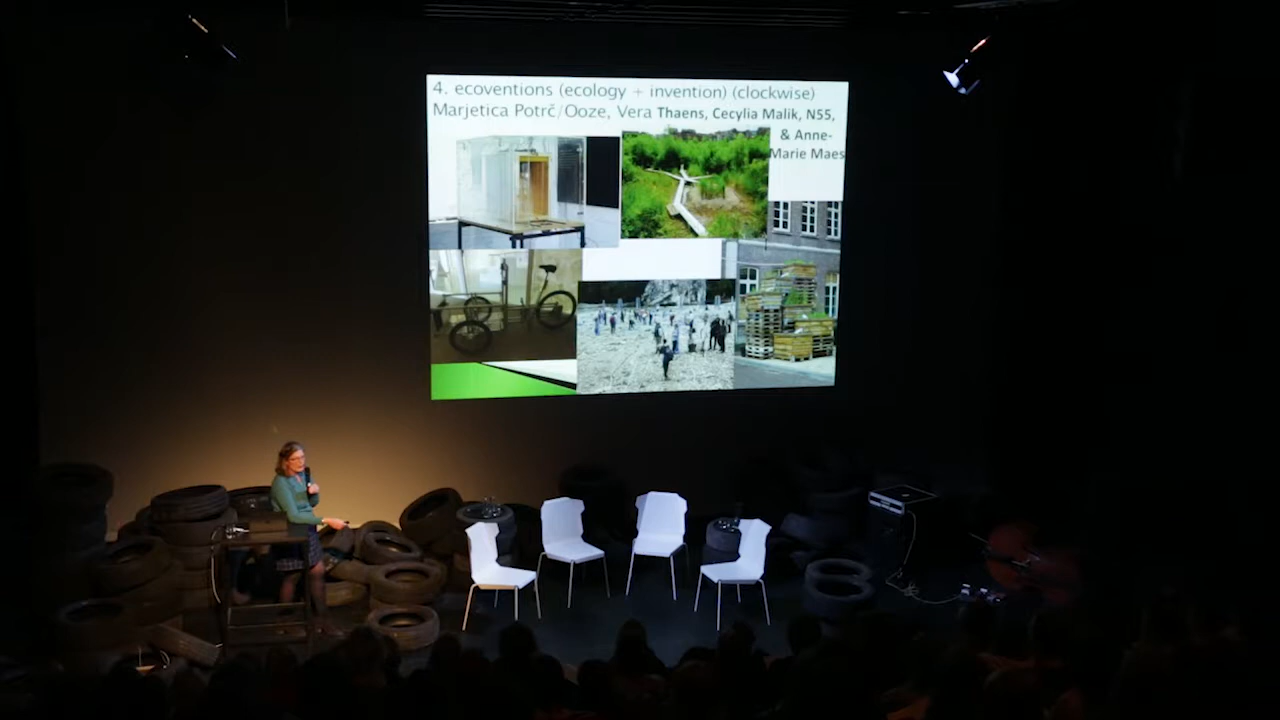 4. ecoventions (ecology + invention) (clockwise)
Marjetica Potrč/Ooze, Vera Thaens, Cecylia Malik, N55,
& Anne-
Marie Maes